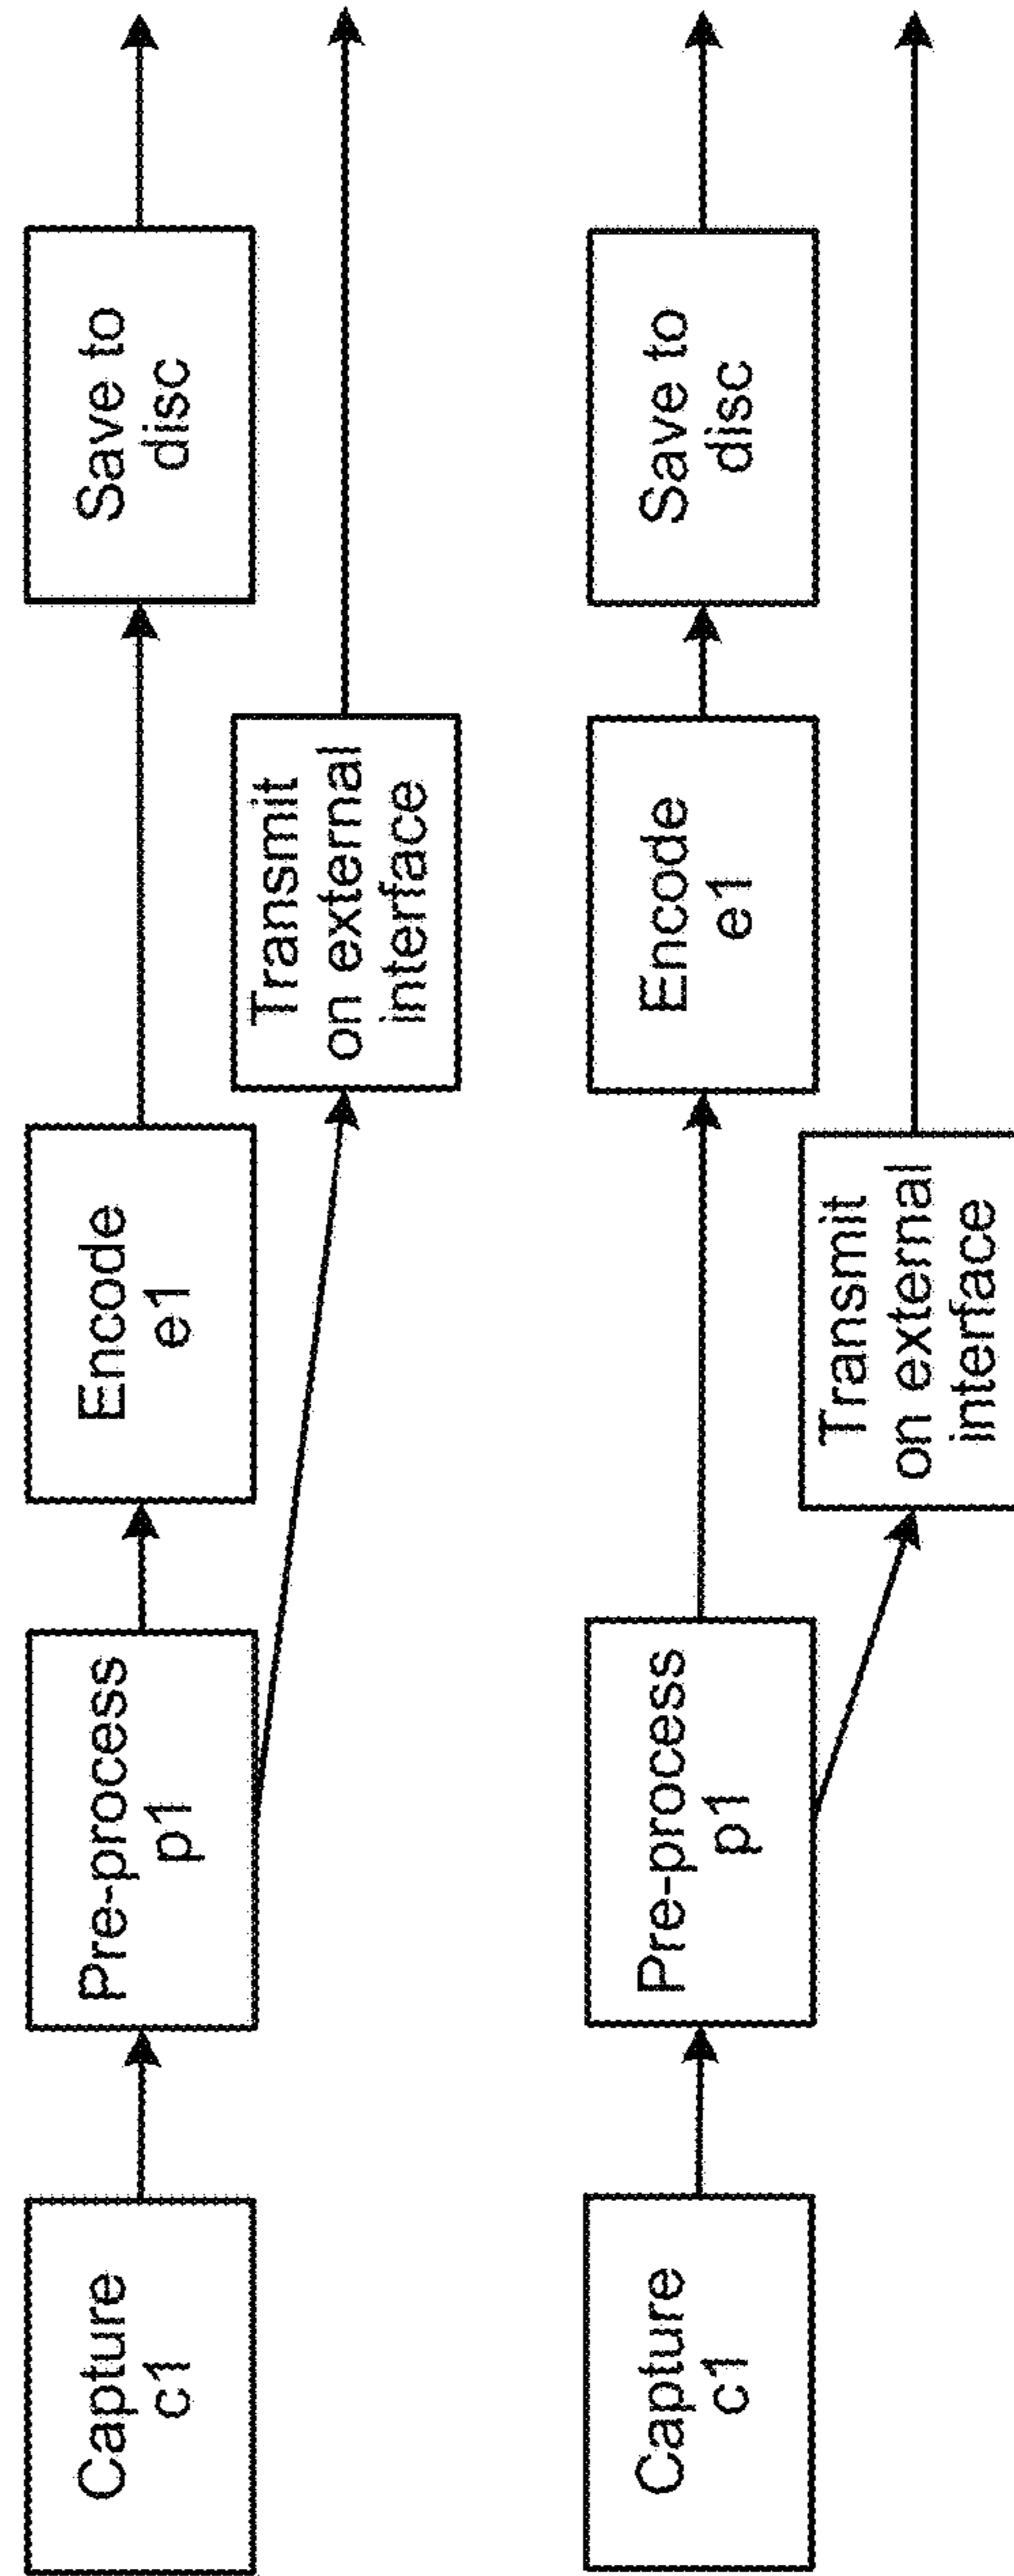 Capture
c1
Pre-process
p1
Encode
e1
Save to
disc
Transmit
on external
interface
Capture
c1
Pre-process
p1
Encode
e1
Save to
disc
Transmit
on external
interface